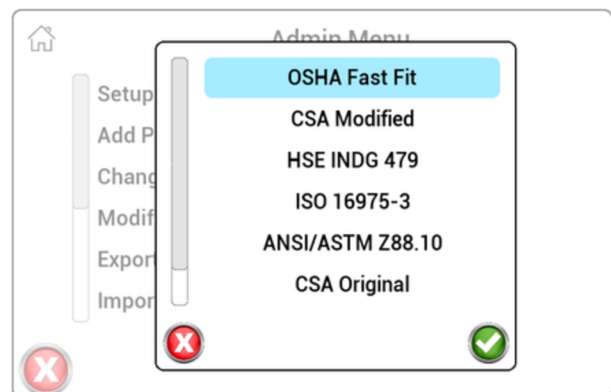 Admin Menu
Setup
Add P
Chang
Modif
Export
Impor
OSHA Fast Fit
CSA Modified
HSE INDG 479
ISO 16975-3
ANSI/ASTM Z88.10
CSA Original